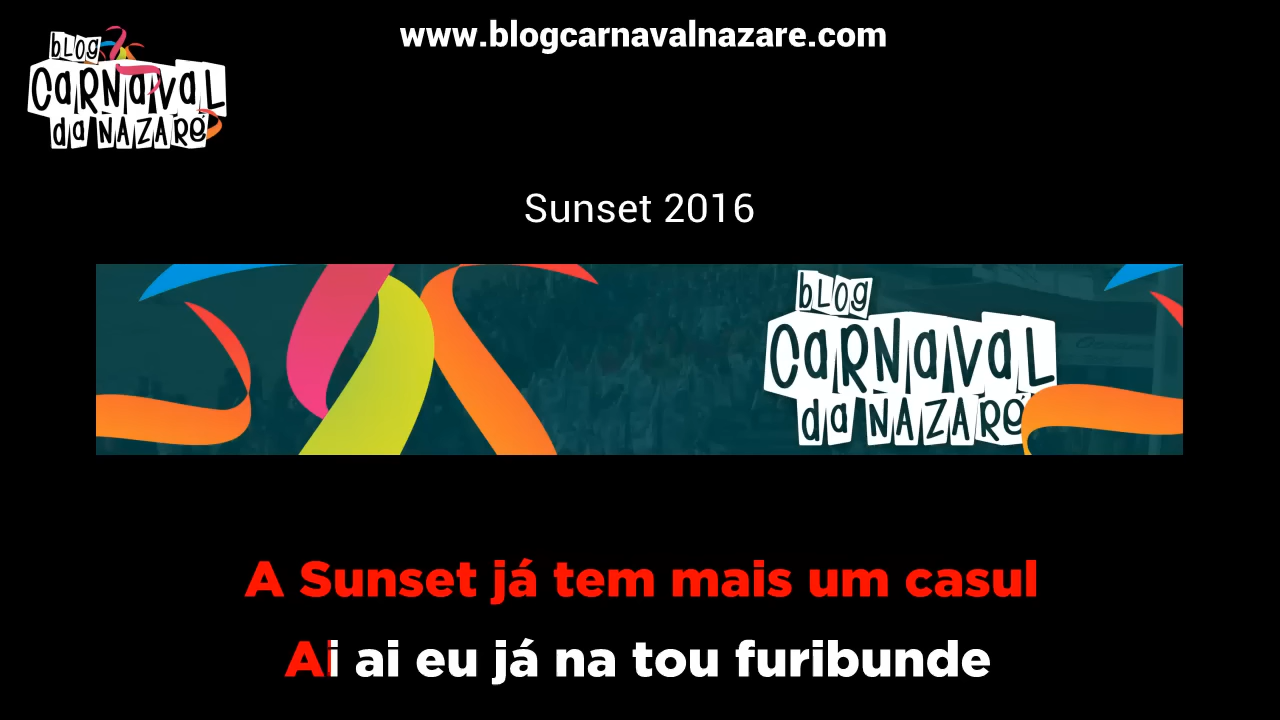 www.blogcarnavalnazare.com
BLOG
CARNAVAL
da NAZARÉ
Sunset 2016
BLOG
CARNAVAL
da NAZARÉ
A Sunset já tem mais um casul
Ai ai eu já na tou furibunde